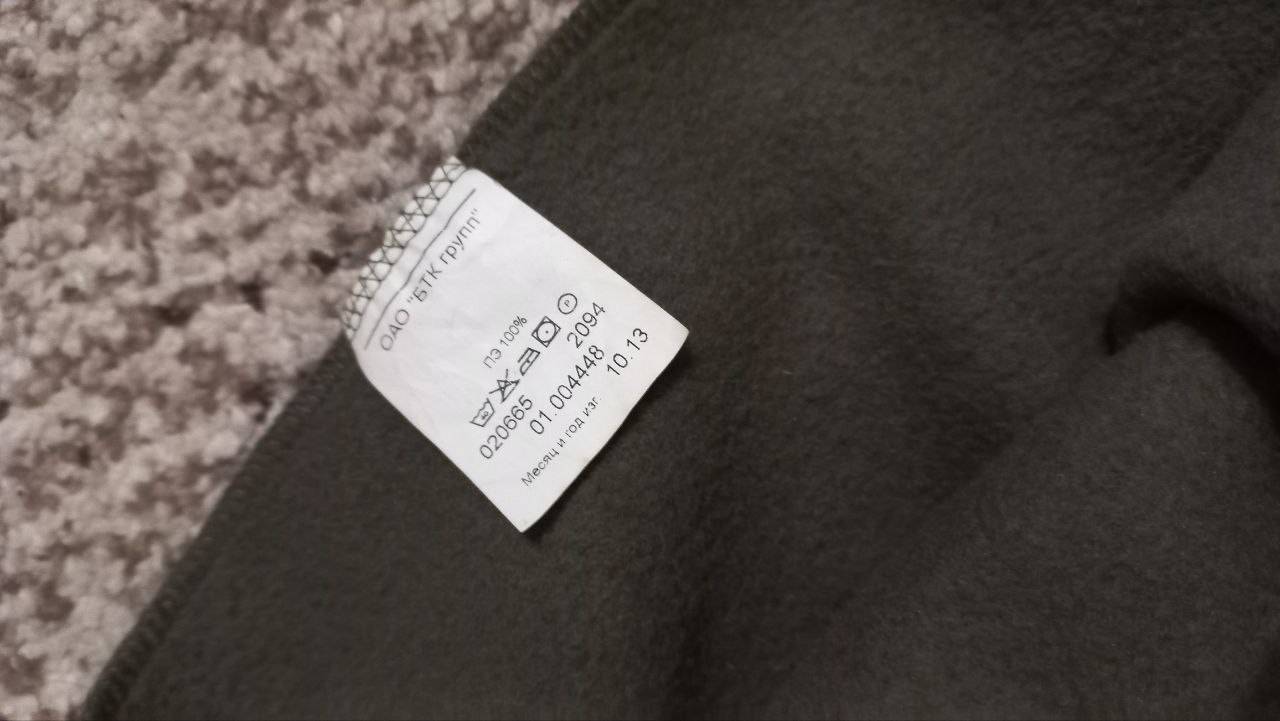 ОАО "БТК групп"
ПЭ 100%
P
020665 2094
01.004448
Месяц и год изг. 10.13